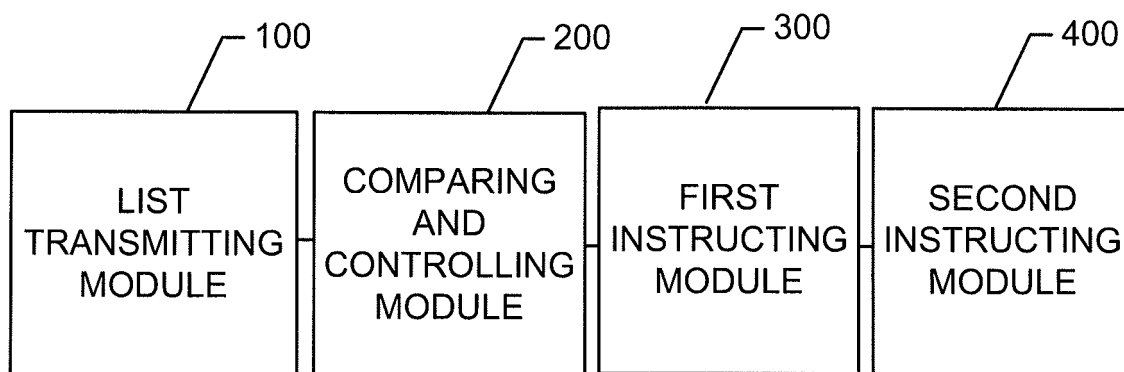 100
200
300
400
LIST
TRANSMITTING
MODULE
COMPARING
AND
CONTROLLING
MODULE
FIRST
INSTRUCTING
MODULE
SECOND
INSTRUCTING
MODULE